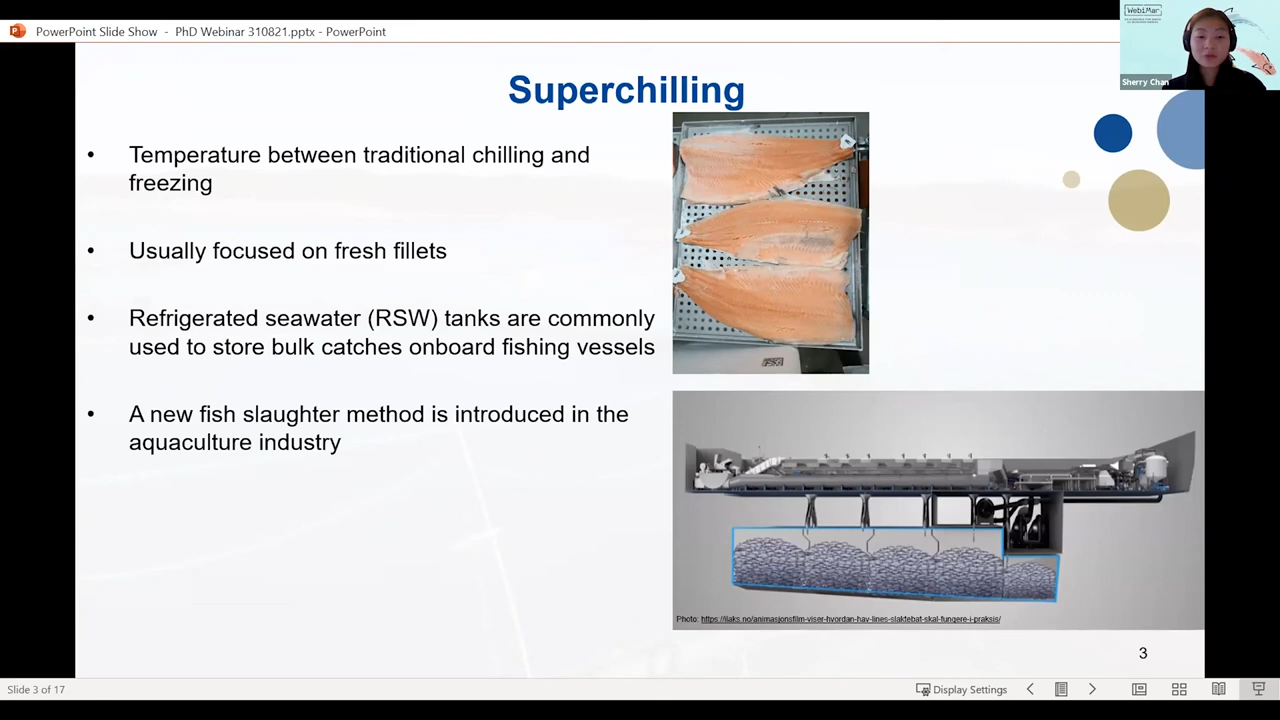 PowerPoint Slide Show - PhD Webinar 310821.pptx - PowerPoint
WebiMar
Sherry Chan
Superchilling
• Temperature between traditional chilling and
freezing
• Usually focused on fresh fillets
• Refrigerated seawater (RSW) tanks are commonly
used to store bulk catches onboard fishing vessels
• A new fish slaughter method is introduced in the
aquaculture industry
Photo: https://ilaks.no/animasjonsfilm-viser-hvordan-hav-lines-slaktebat-skal-fungere-i-praksis/
3
Slide 3 of 17
Display Settings